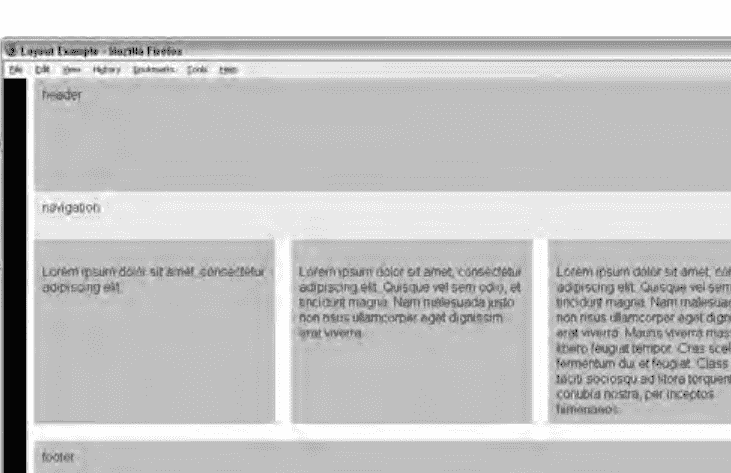 Layout Example - Mozilla Firefox
File Edit View History Bookmarks Tools Help
header
navigation
Lorem ipsum dolor sit amet, consectetur
adipiscing elit.
Lorem ipsum dolor sit amet, consectetur
adipiscing elit. Quisque vel sem odio, et
tincidunt magna. Nam malesuada justo
non risus ullamcorper eget dignissim
erat viverra.
Lorem ipsum dolor sit amet, con
adipiscing elit. Quisque vel sem
tincidunt magna. Nam malesuad
non risus ullamcorper eget dign
erat viverra. Mauris viverra mas
libero feugiat tempor. Cras scel
fermentum dui et feugiat. Class
taciti sociosqu ad litora torquent
conubia nostra, per inceptos
himenaeos.
footer